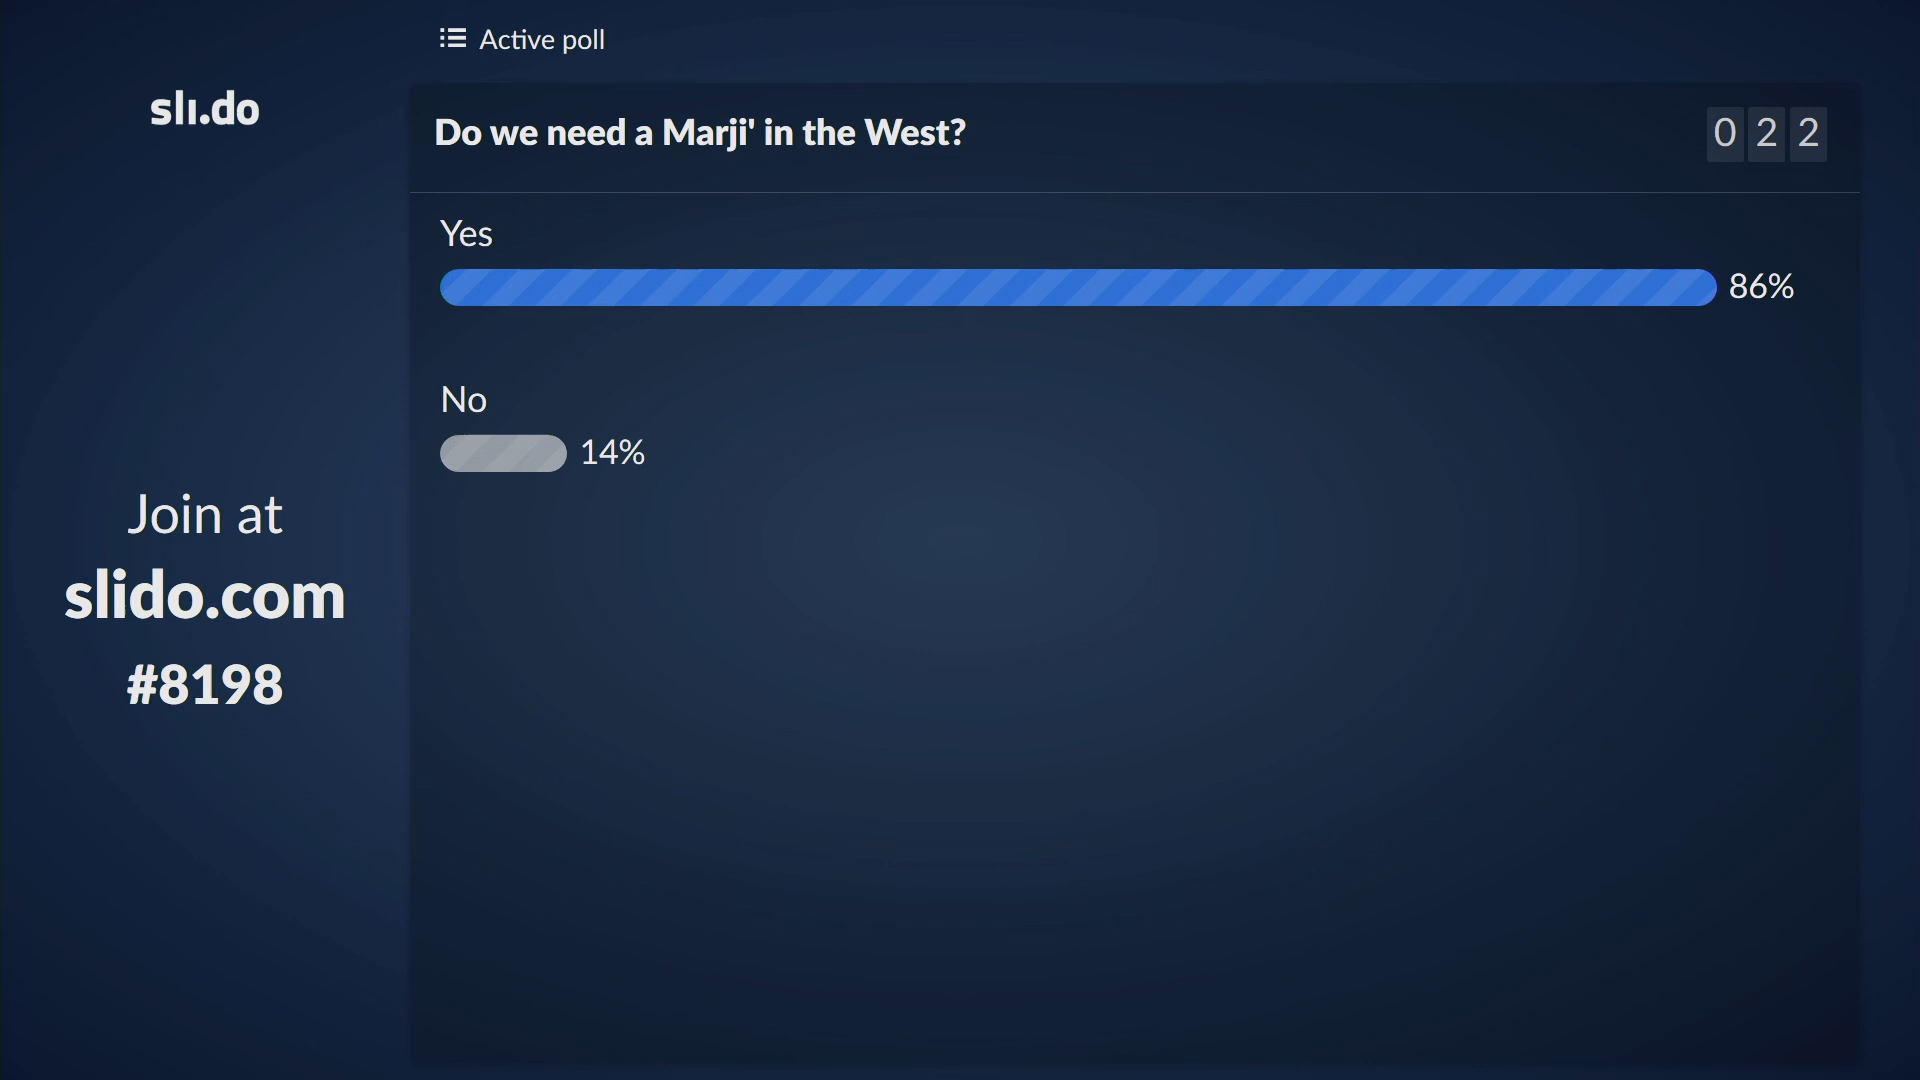 Active poll
slı.do
Do we need a Marji' in the West?
022
Yes
86%
No
14%
Join at
slido.com
#8198